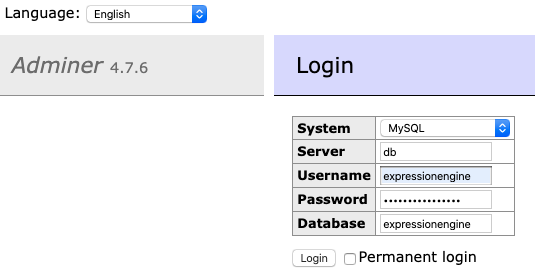 Language: English
Adminer 4.7.6
Login
System MySQL
Server db
Username expressionengine
Password ••••••••••••••••
Database expressionengine
Login Permanent login